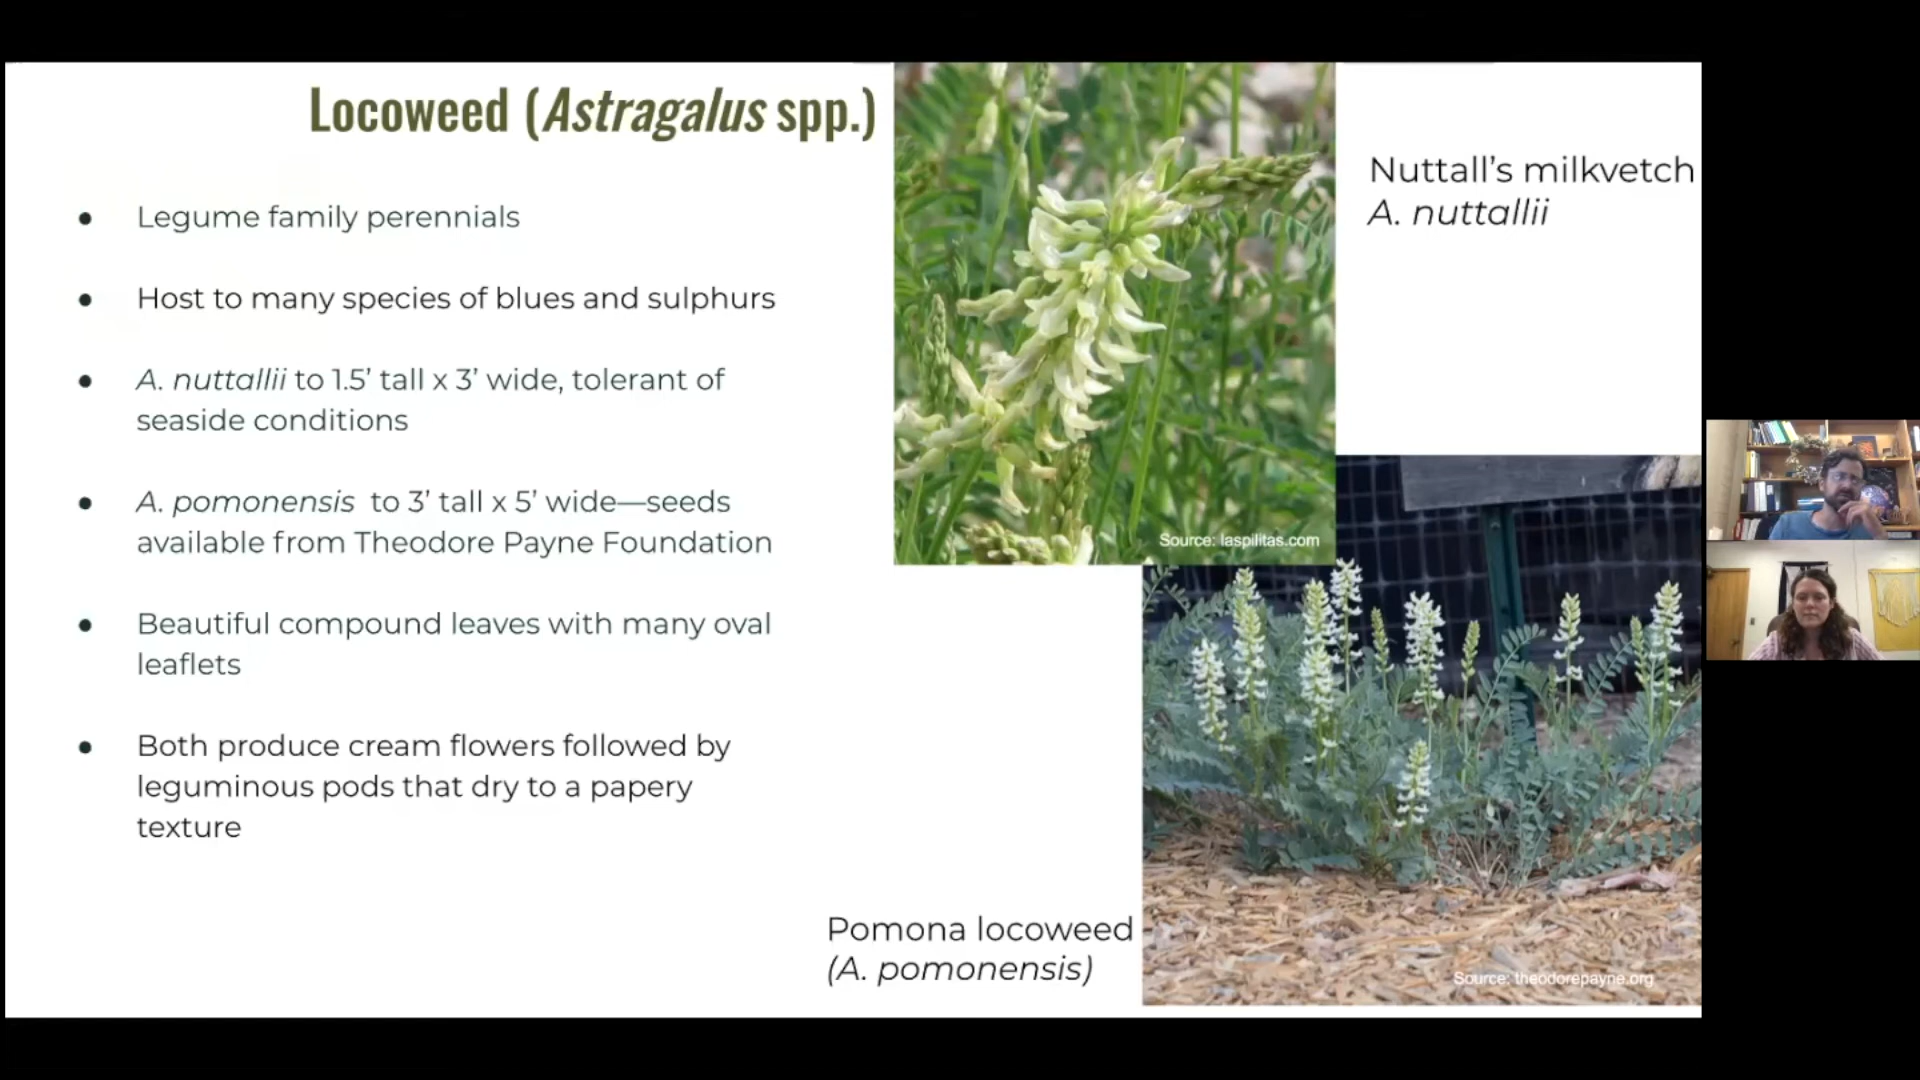 Locoweed (Astragalus spp.)
• Legume family perennials
• Host to many species of blues and sulphurs
• A. nuttallii to 1.5’ tall x 3’ wide, tolerant of
seaside conditions
• A. pomonensis to 3’ tall x 5’ wide—seeds
available from Theodore Payne Foundation
• Beautiful compound leaves with many oval
leaflets
• Both produce cream flowers followed by
leguminous pods that dry to a papery
texture
Nuttall’s milkvetch
A. nuttallii
Source: laspilitas.com
Pomona locoweed
(A. pomonensis)
Source: theodorepayne.org